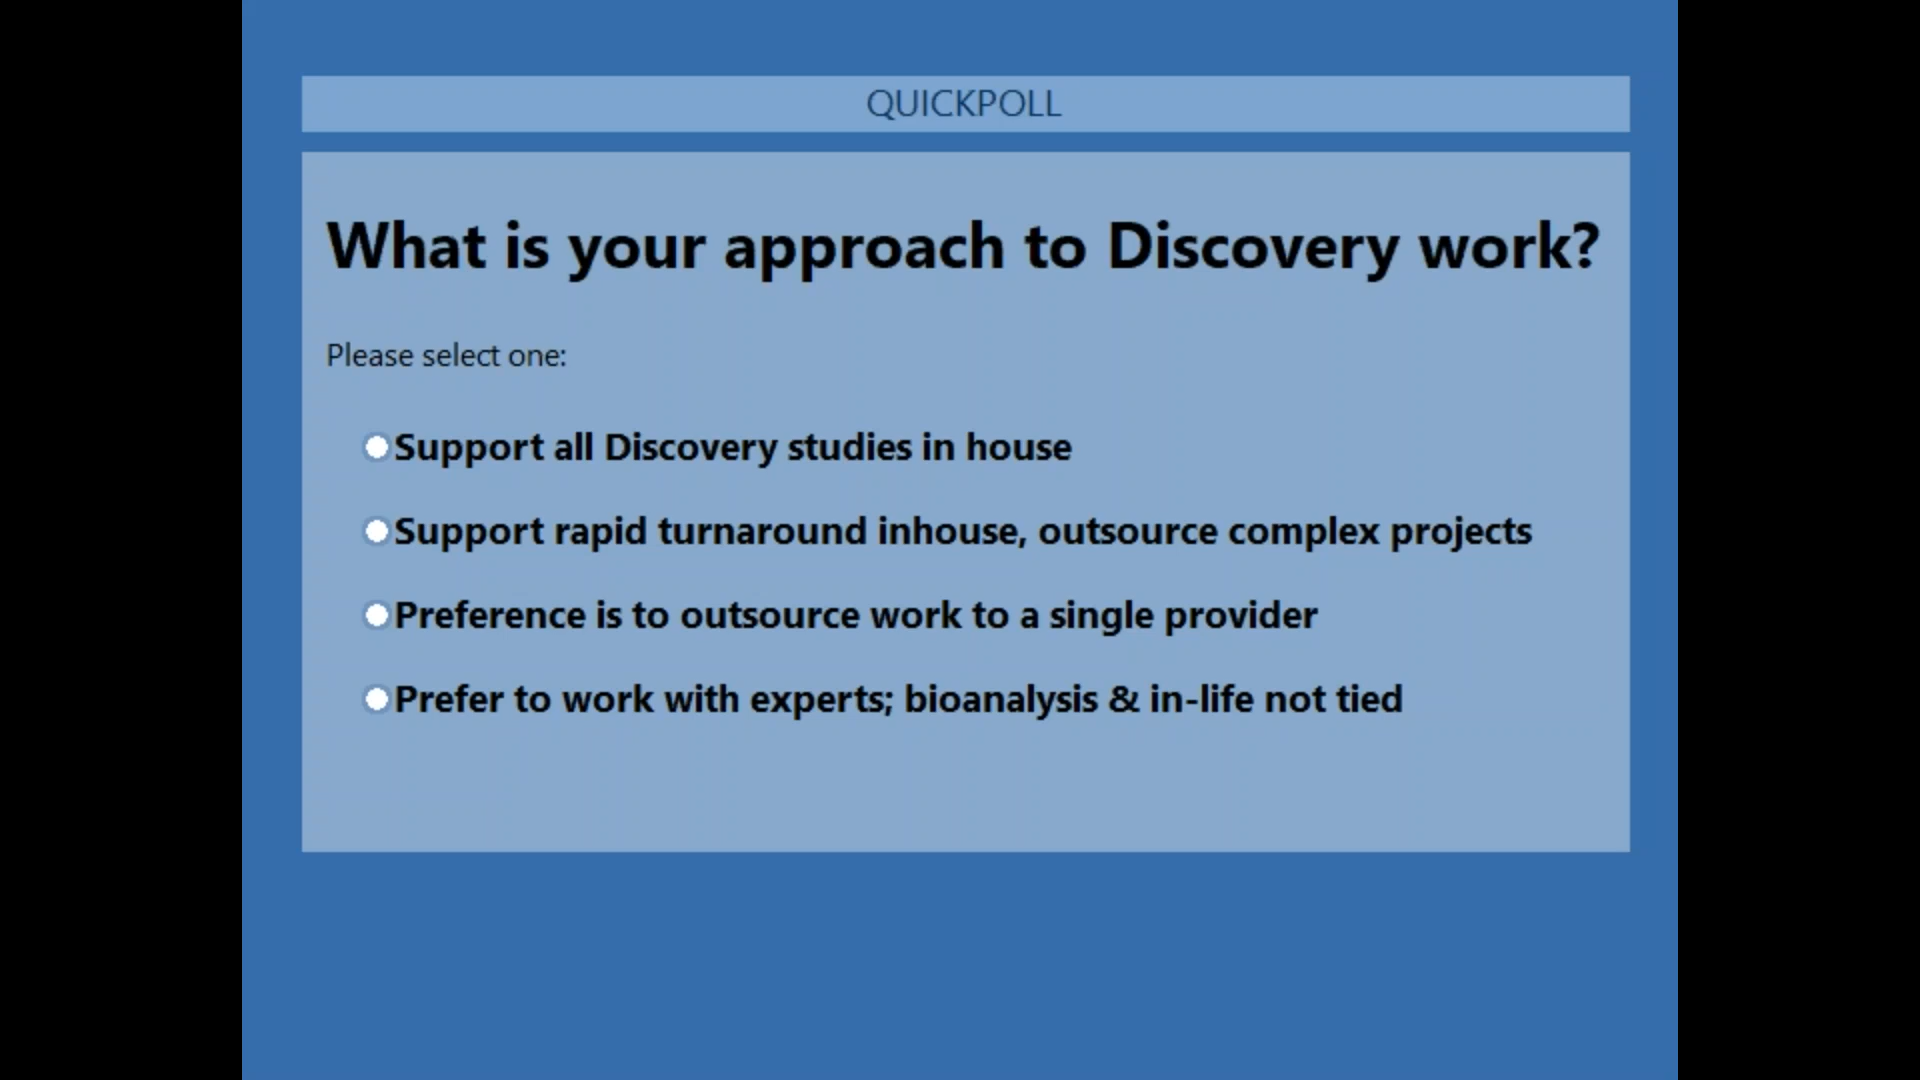 QUICKPOLL
What is your approach to Discovery work?
Please select one:
Support all Discovery studies in house
Support rapid turnaround inhouse, outsource complex projects
Preference is to outsource work to a single provider
Prefer to work with experts; bioanalysis & in-life not tied